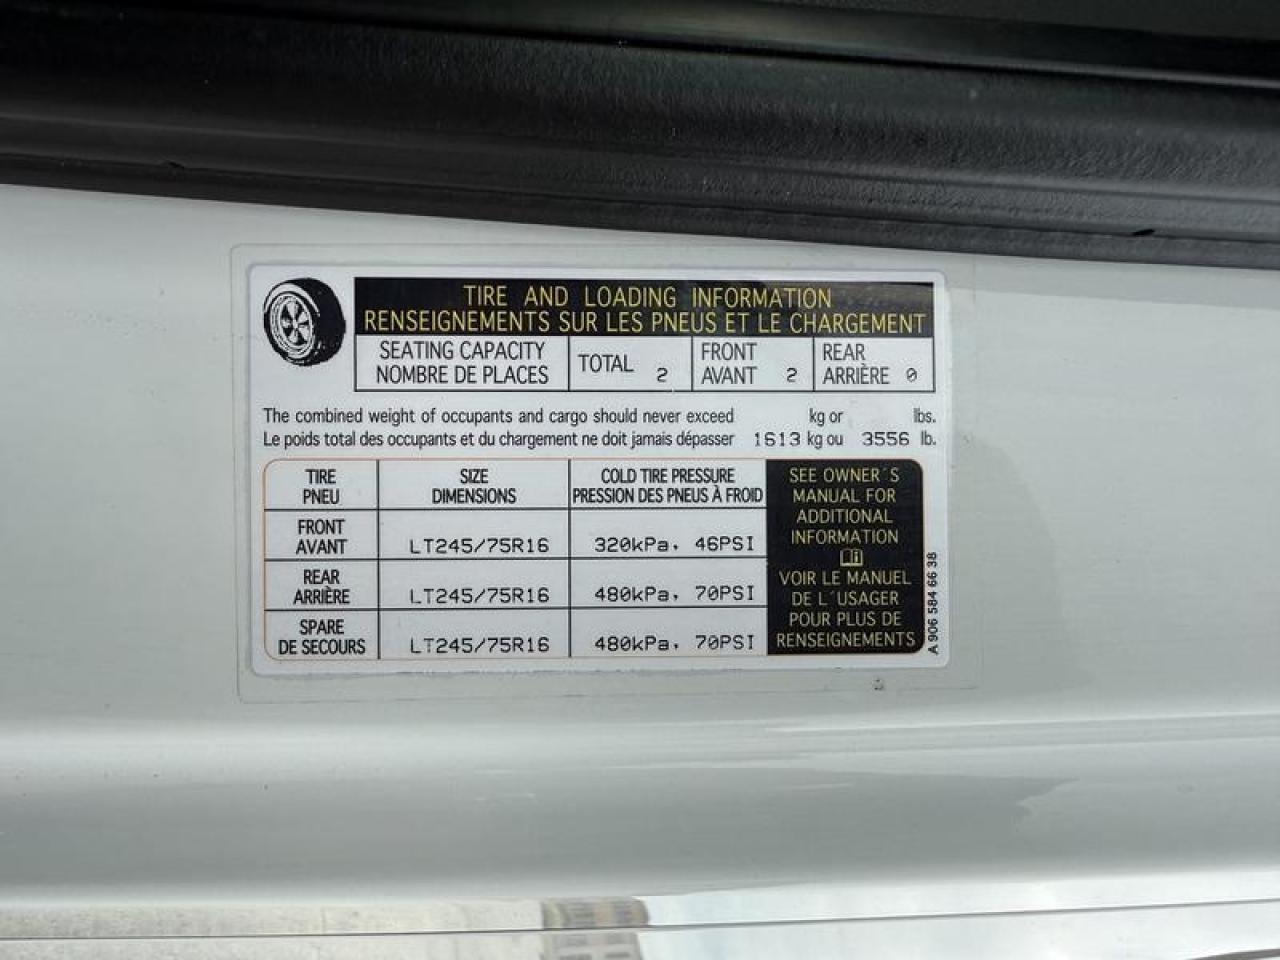 TIRE AND LOADING INFORMATION
RENSEIGNEMENTS SUR LES PNEUS ET LE CHARGEMENT
SEATING CAPACITY
NOMBRE DE PLACES
TOTAL 2
FRONT
AVANT 2
REAR
ARRIÈRE 0
The combined weight of occupants and cargo should never exceed kg or lbs.
Le poids total des occupants et du chargement ne doit jamais dépasser 1613 kg ou 3556 lb.
TIRE
PNEU
SIZE
DIMENSIONS
COLD TIRE PRESSURE
PRESSION DES PNEUS À FROID
FRONT
AVANT
LT245/75R16
320kPa, 46PSI
REAR
ARRIÈRE
LT245/75R16
480kPa, 70PSI
SPARE
DE SECOURS
LT245/75R16
480kPa, 70PSI
SEE OWNER´S
MANUAL FOR
ADDITIONAL
INFORMATION
VOIR LE MANUEL
DE L´USAGER
POUR PLUS DE
RENSEIGNEMENTS
A 906 584 66 38